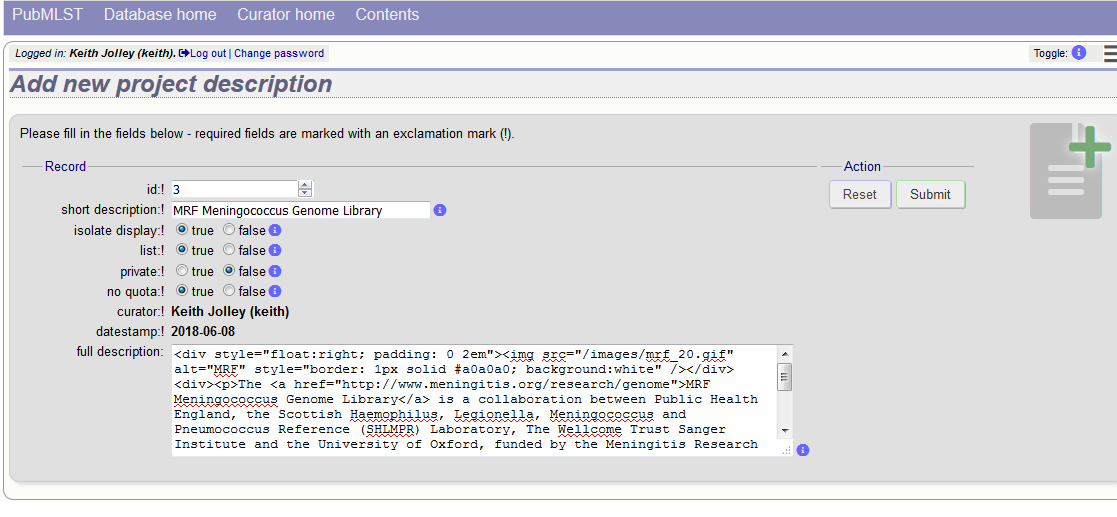 PubMLST Database home Curator home Contents
Logged in: Keith Jolley (keith). Log out | Change password Toggle: i
Add new project description
Please fill in the fields below - required fields are marked with an exclamation mark (!).
Record Action
id:! 3 Reset Submit
short description:! MRF Meningococcus Genome Library i
isolate display:! true false i
list:! true false i
private:! true false i
no quota:! true false i
curator:! Keith Jolley (keith)
datestamp:! 2018-06-08
full description: <div style="float:right; padding: 0 2em"><img src="/images/mrf_20.gif"
alt="MRF" style="border: 1px solid #a0a0a0; background:white" /></div>
<div><p>The <a href="http://www.meningitis.org/research/genome">MRF
Meningococcus Genome Library</a> is a collaboration between Public Health
England, the Scottish Haemophilus, Legionella, Meningococcus and
Pneumococcus Reference (SHLMPR) Laboratory, The Wellcome Trust Sanger
Institute and the University of Oxford, funded by the Meningitis Research i